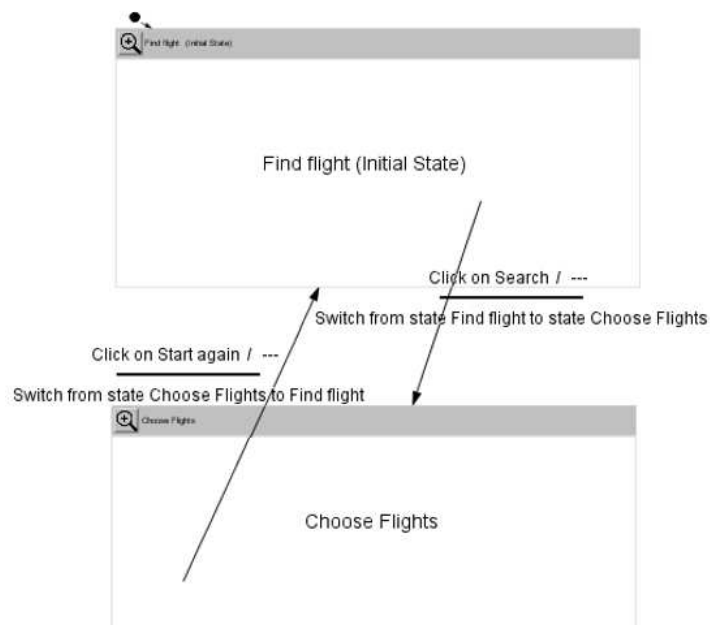 Find flight (Initial State)
Find flight (Initial State)
Click on Search / ---
Switch from state Find flight to state Choose Flights
Click on Start again / ---
Switch from state Choose Flights to Find flight
Choose Flights
Choose Flights